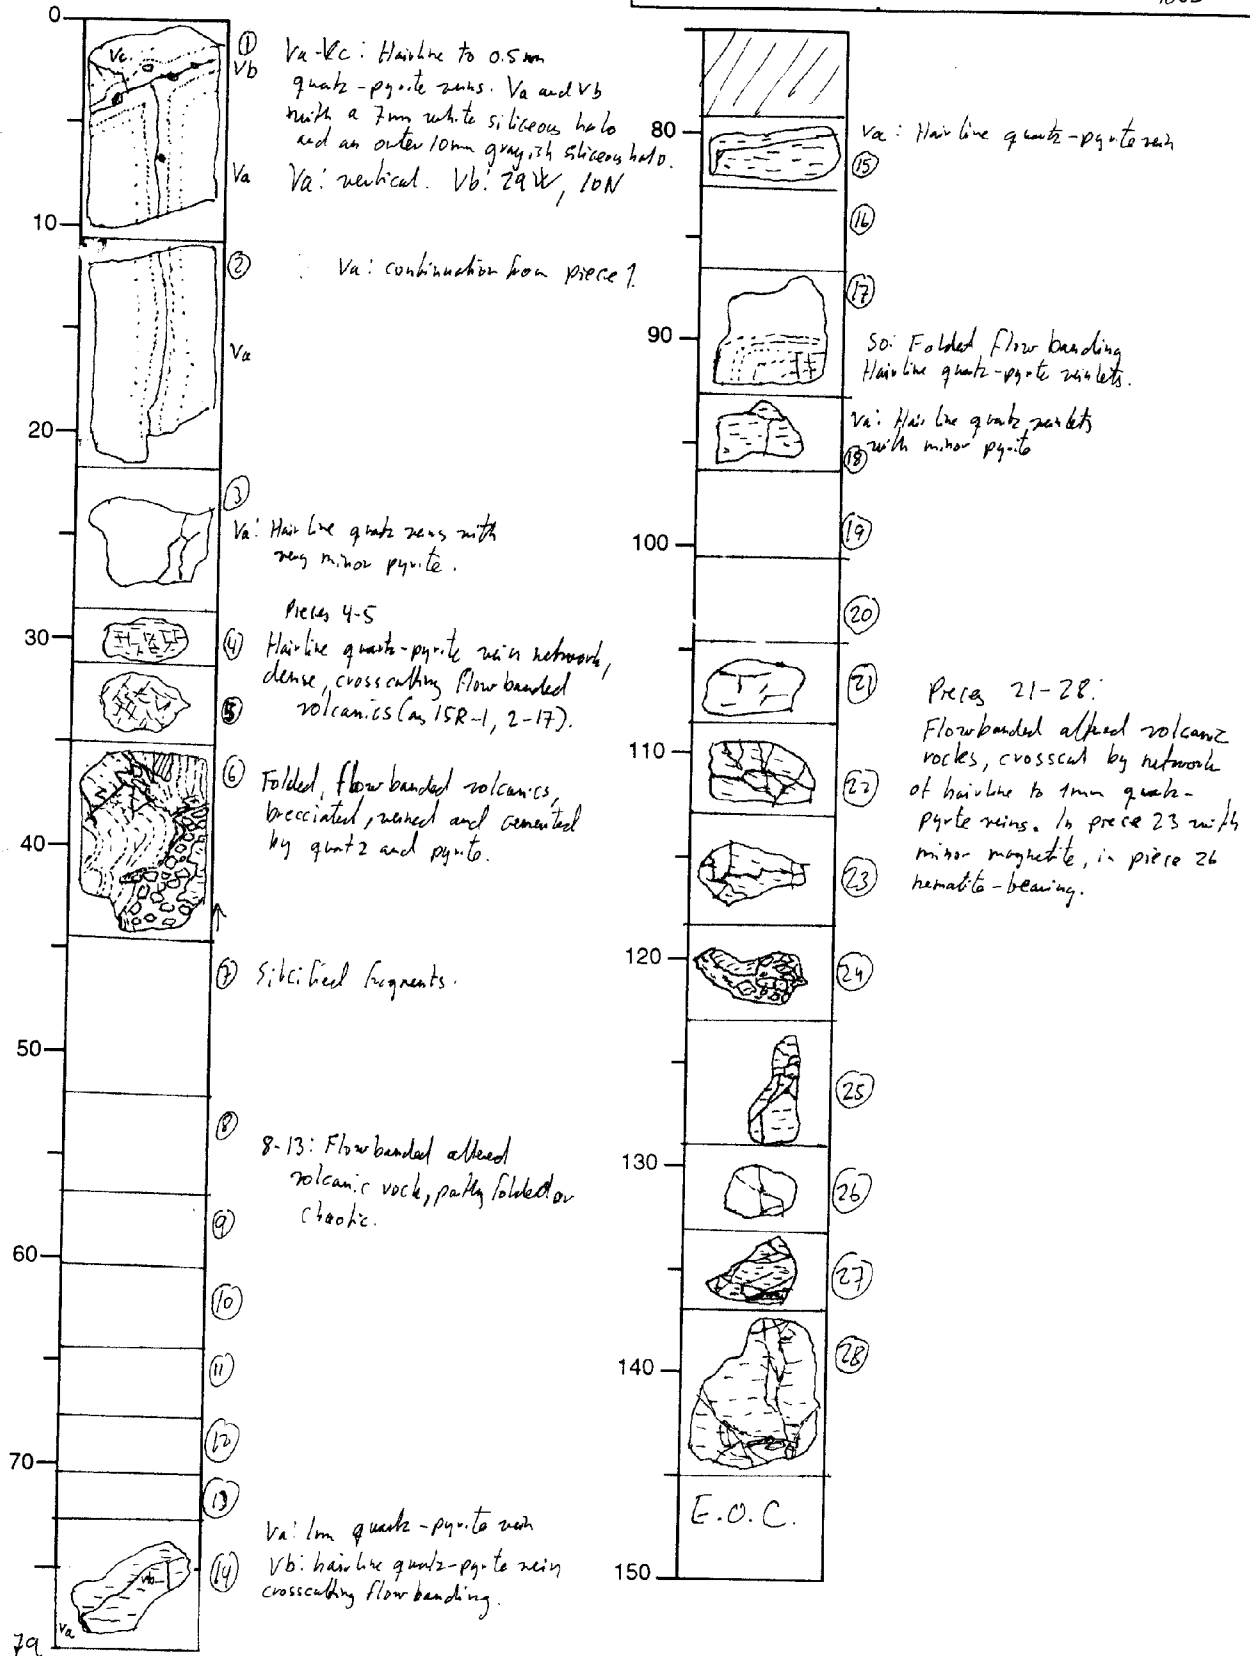 0
①
Vb
Vc
Va-Vc: Hairline to 0.5mm
quartz-pyrite veins. Va and Vb
with a 7mm white siliceous halo
and an outer 10mm grayish siliceous halo.
Va
Va: vertical. Vb: 29W, 10N
10
②
Va: continuation from piece 1.
Va
20
③
Va: Hairline quartz veins with
very minor pyrite.
Pieces 4-5
30
④
Hairline quartz-pyrite vein network,
dense, crosscutting flow banded
⑤
volcanics (as 15R-1, 2-17).
⑥
Folded, flow banded volcanics,
brecciated, veined and cemented
by quartz and pyrite.
40
⑦
Silicified fragments.
50
⑧
8-13: Flowbanded altered
volcanic rock, partly folded or
chaotic.
⑨
60
⑩
⑪
⑫
70
⑬
Va: 1mm quartz-pyrite vein
⑭
Vb: hairline quartz-pyrite vein
crosscutting flow banding.
Vb
Va
79
80
Va: Hairline quartz-pyrite vein
⑮
⑯
⑰
90
S0: Folded flow banding
Hairline quartz-pyrite veinlets.
Va: Hairline quartz veinlets
with minor pyrite
⑱
⑲
100
⑳
㉑
Pieces 21-28:
Flowbanded altered volcanic
rocks, crosscut by network
of hairline to 1mm quartz-
pyrite veins. In piece 23 with
minor magnetite, in piece 26
hematite-bearing.
110
㉒
㉓
120
㉔
㉕
130
㉖
㉗
140
㉘
E.O.C.
150